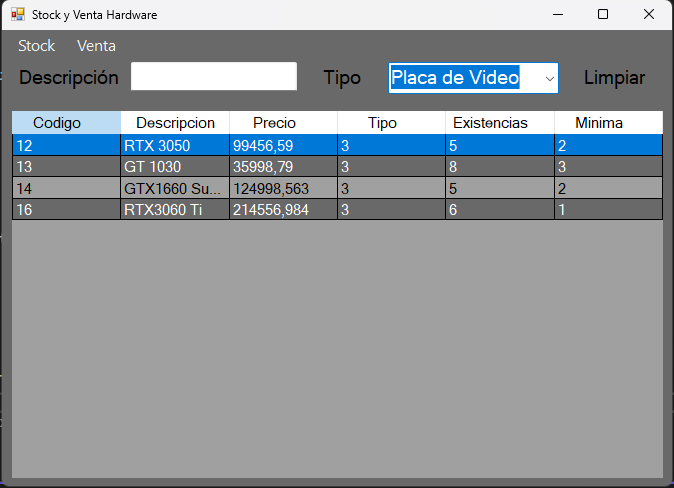 Stock y Venta Hardware
Stock Venta
Descripción Tipo Placa de Video Limpiar
Codigo Descripcion Precio Tipo Existencias Minima
12 RTX 3050 99456,59 3 5 2
13 GT 1030 35998,79 3 8 3
14 GTX1660 Su... 124998,563 3 5 2
16 RTX3060 Ti 214556,984 3 6 1